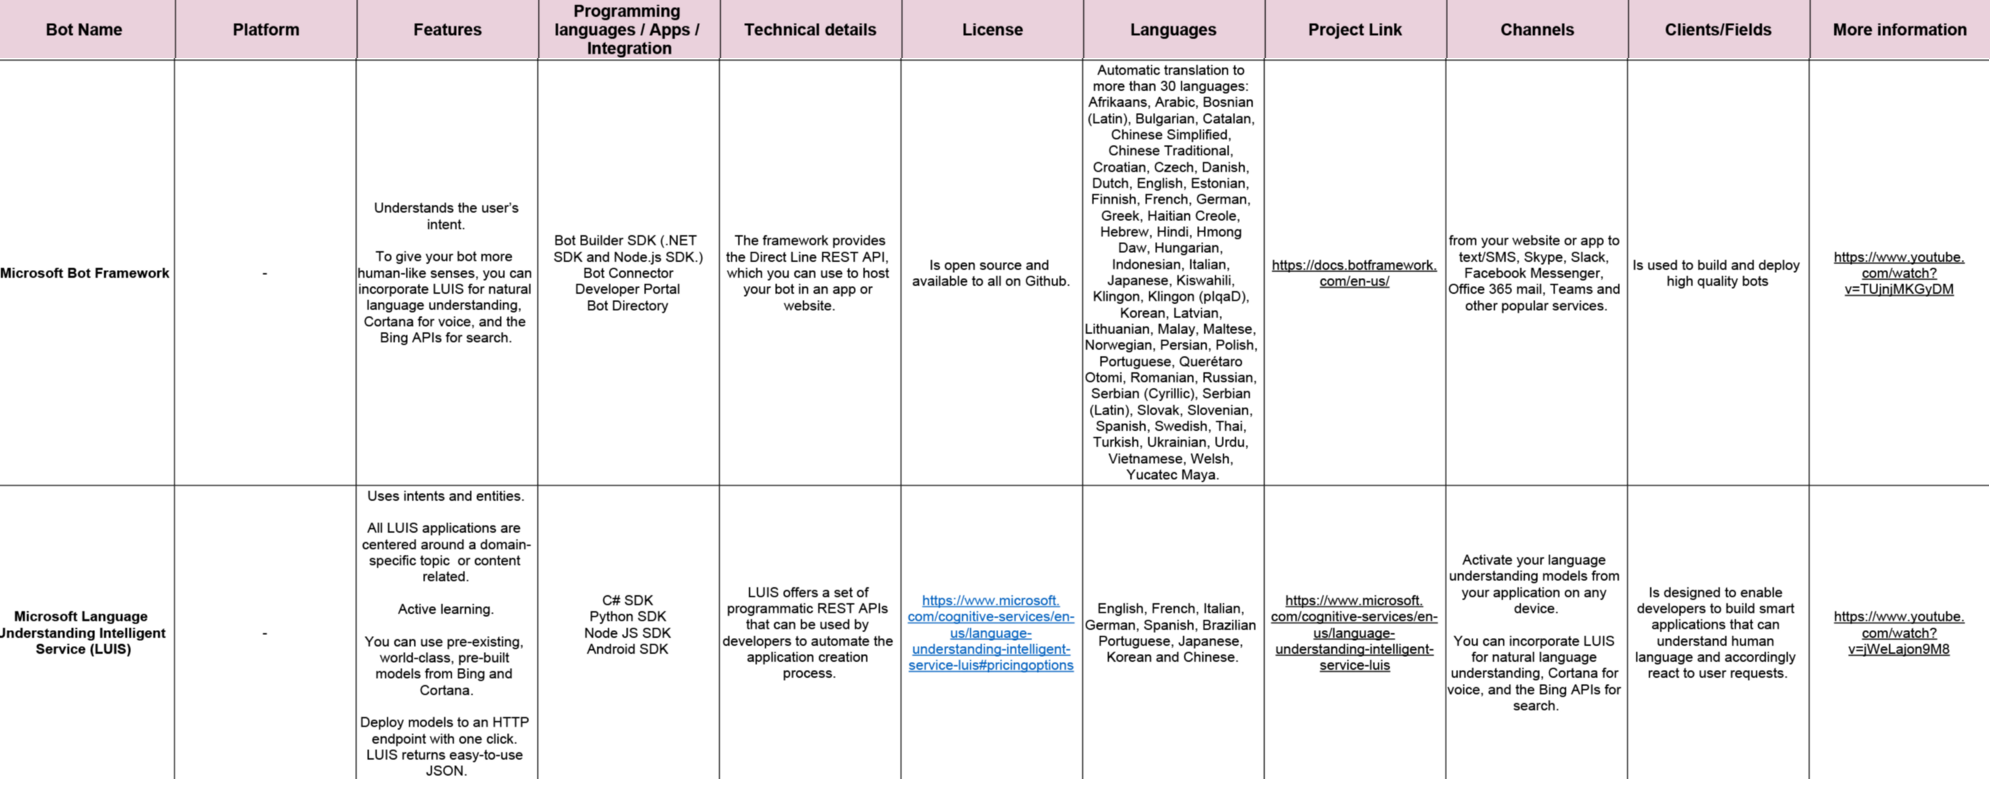 Bot Name
Platform
Features
Programming
languages / Apps /
Integration
Technical details
License
Languages
Project Link
Channels
Clients/Fields
More information
Microsoft Bot Framework
-
Understands the user's
intent.
To give your bot more
human-like senses, you can
incorporate LUIS for natural
language understanding,
Cortana for voice, and the
Bing APIs for search.
Bot Builder SDK (.NET
SDK and Node.js SDK.)
Bot Connector
Developer Portal
Bot Directory
The framework provides
the Direct Line REST API,
which you can use to host
your bot in an app or
website.
Is open source and
available to all on Github.
Automatic translation to
more than 30 languages:
Afrikaans, Arabic, Bosnian
(Latin), Bulgarian, Catalan,
Chinese Simplified,
Chinese Traditional,
Croatian, Czech, Danish,
Dutch, English, Estonian,
Finnish, French, German,
Greek, Haitian Creole,
Hebrew, Hindi, Hmong
Daw, Hungarian,
Indonesian, Italian,
Japanese, Kiswahili,
Klingon, Klingon (pIqaD),
Korean, Latvian,
Lithuanian, Malay, Maltese,
Norwegian, Persian, Polish,
Portuguese, Querétaro
Otomi, Romanian, Russian,
Serbian (Cyrillic), Serbian
(Latin), Slovak, Slovenian,
Spanish, Swedish, Thai,
Turkish, Ukrainian, Urdu,
Vietnamese, Welsh,
Yucatec Maya.
https://docs.botframework.
com/en-us/
from your website or app to
text/SMS, Skype, Slack,
Facebook Messenger,
Office 365 mail, Teams and
other popular services.
Is used to build and deploy
high quality bots
https://www.youtube.
com/watch?
v=TUjnjMKGyDM
Microsoft Language
Understanding Intelligent
Service (LUIS)
-
Uses intents and entities.
All LUIS applications are
centered around a domain-
specific topic or content
related.
Active learning.
You can use pre-existing,
world-class, pre-built
models from Bing and
Cortana.
Deploy models to an HTTP
endpoint with one click.
LUIS returns easy-to-use
JSON.
C# SDK
Python SDK
Node JS SDK
Android SDK
LUIS offers a set of
programmatic REST APIs
that can be used by
developers to automate the
application creation
process.
https://www.microsoft.
com/cognitive-services/en-
us/language-
understanding-intelligent-
service-luis#pricingoptions
English, French, Italian,
German, Spanish, Brazilian
Portuguese, Japanese,
Korean and Chinese.
https://www.microsoft.
com/cognitive-services/en-
us/language-
understanding-intelligent-
service-luis
Activate your language
understanding models from
your application on any
device.
You can incorporate LUIS
for natural language
understanding, Cortana for
voice, and the Bing APIs for
search.
Is designed to enable
developers to build smart
applications that can
understand human
language and accordingly
react to user requests.
https://www.youtube.
com/watch?
v=jWeLajon9M8